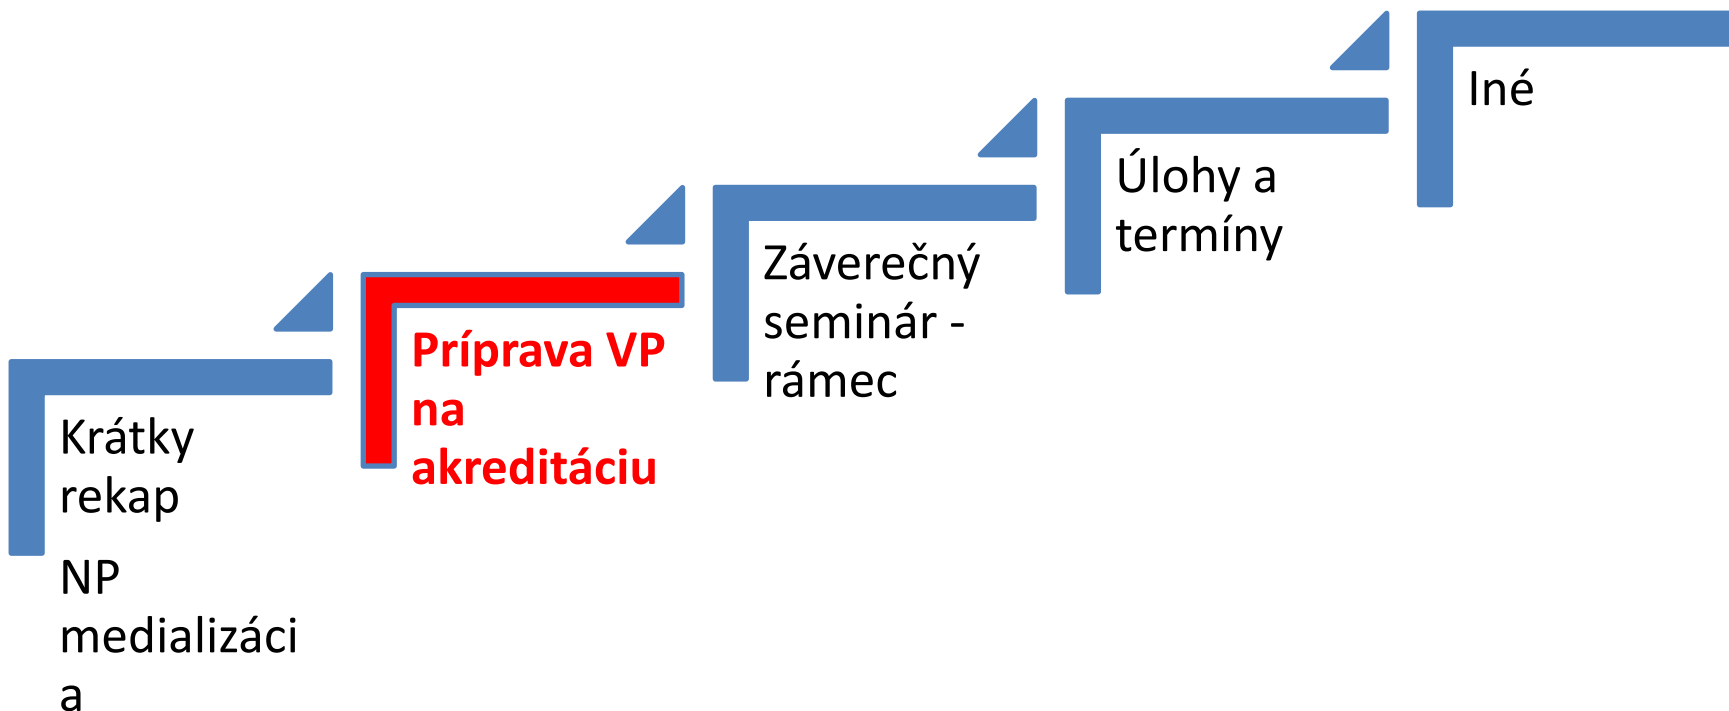 Krátky
rekap
NP
medializáci
a
Príprava VP
na
akreditáciu
Záverečný
seminár -
rámec
Úlohy a
termíny
Iné